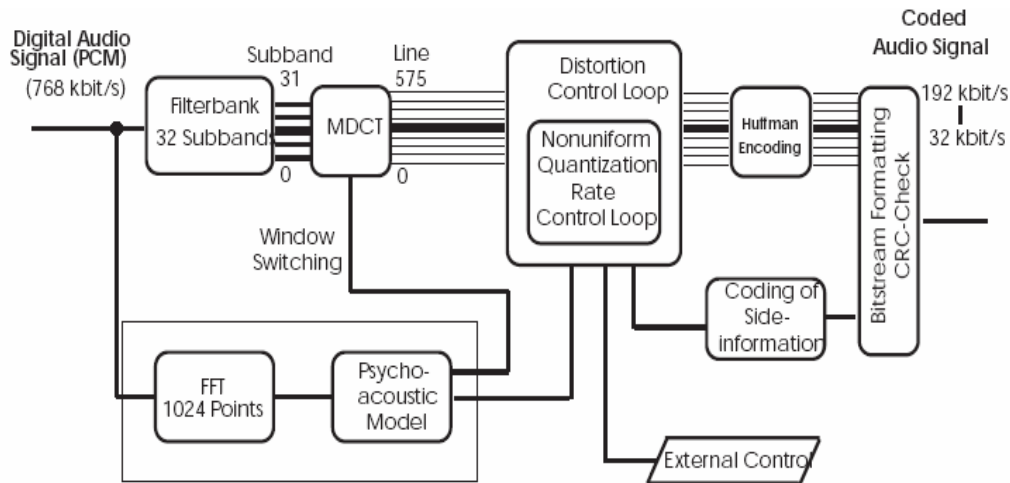 Digital Audio
Signal (PCM)
(768 kbit/s)
Filterbank
32 Subbands
Subband
31
0
MDCT
Line
575
0
Window
Switching
FFT
1024 Points
Psycho-
acoustic
Model
Distortion
Control Loop
Nonuniform
Quantization
Rate
Control Loop
Huffman
Encoding
Coding of
Side-
information
External Control
Bitstream Formatting
CRC-Check
Coded
Audio Signal
192 kbit/s
32 kbit/s